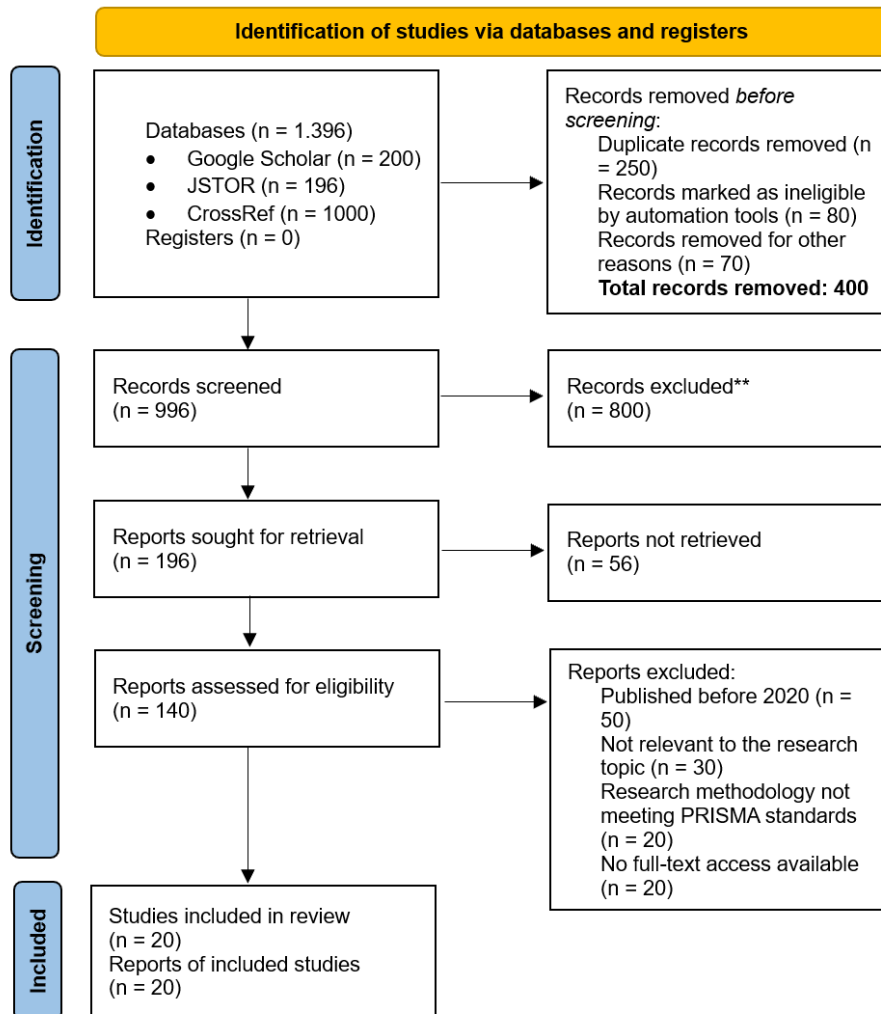 Identification of studies via databases and registers
Identification
Databases (n = 1.396)
• Google Scholar (n = 200)
• JSTOR (n = 196)
• CrossRef (n = 1000)
Registers (n = 0)
Records removed before
screening:
Duplicate records removed (n
= 250)
Records marked as ineligible
by automation tools (n = 80)
Records removed for other
reasons (n = 70)
Total records removed: 400
Screening
Records screened
(n = 996)
Records excluded**
(n = 800)
Reports sought for retrieval
(n = 196)
Reports not retrieved
(n = 56)
Reports assessed for eligibility
(n = 140)
Reports excluded:
Published before 2020 (n =
50)
Not relevant to the research
topic (n = 30)
Research methodology not
meeting PRISMA standards
(n = 20)
No full-text access available
(n = 20)
Included
Studies included in review
(n = 20)
Reports of included studies
(n = 20)